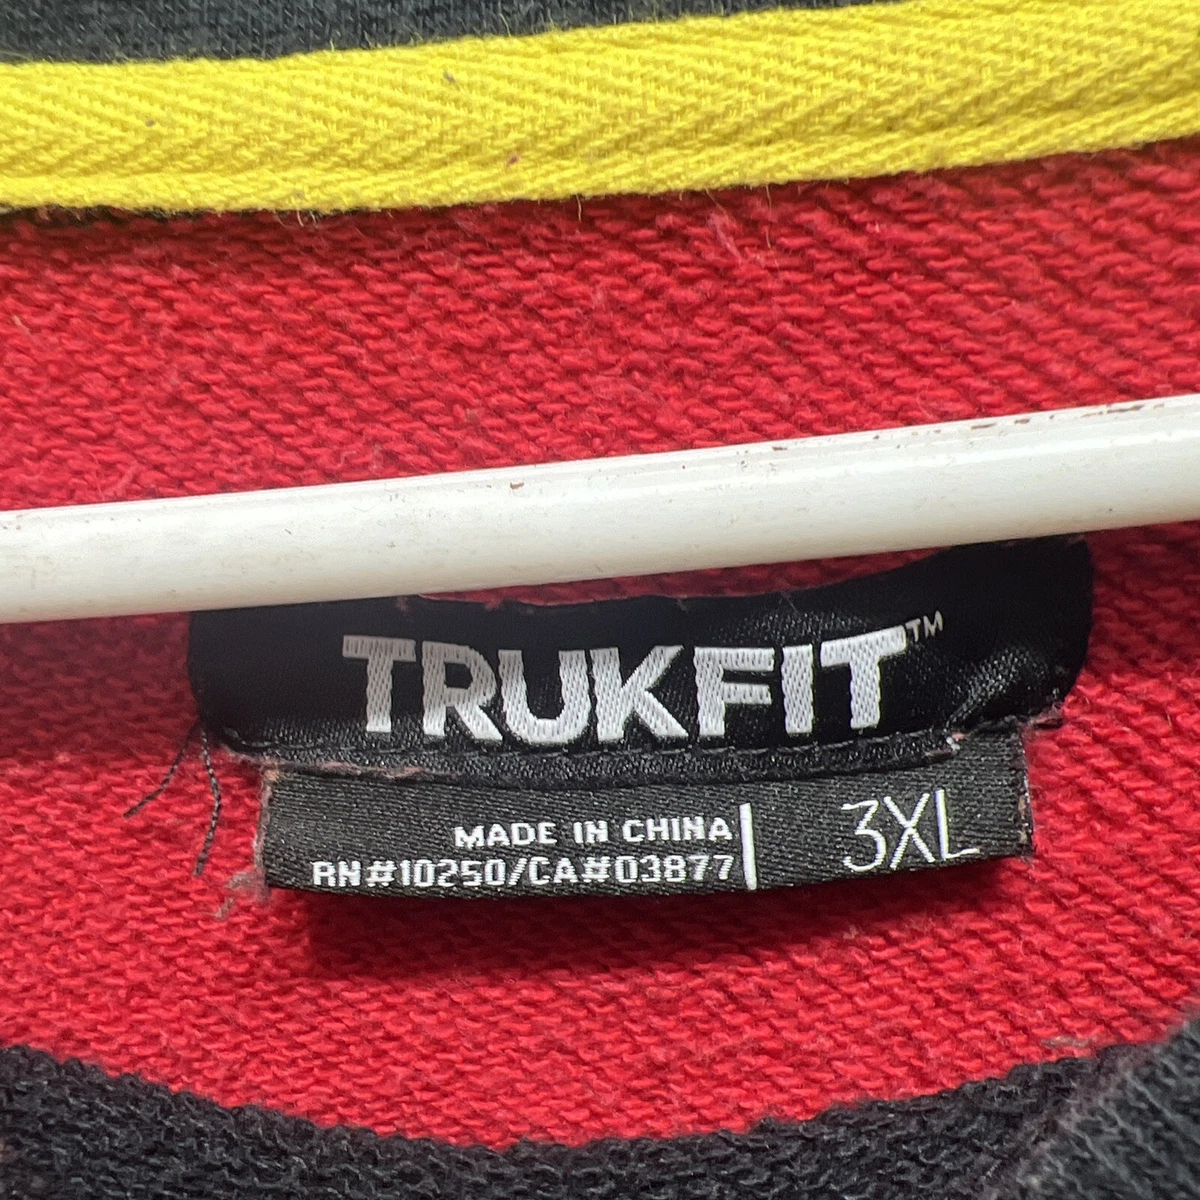 TRUKFIT™
MADE IN CHINA
RN#10250/CA#03877
3XL